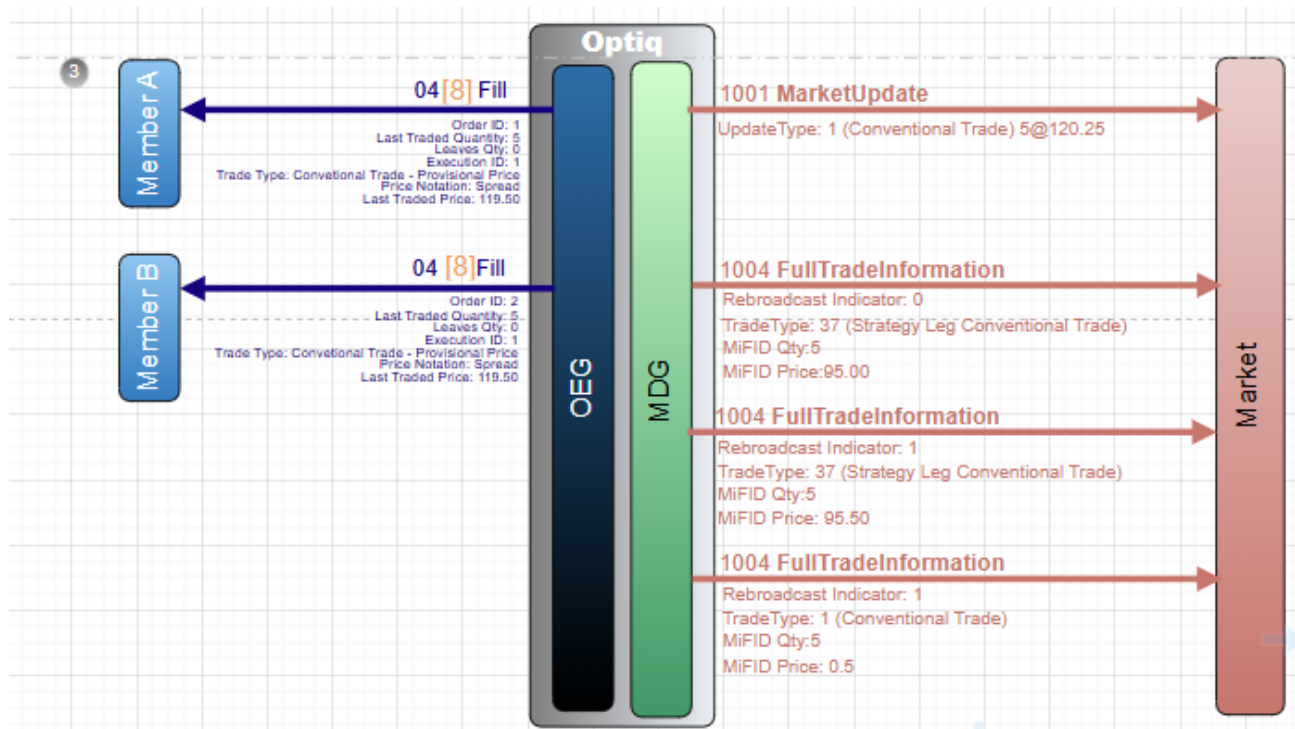 Optiq
3
Member A
04 [8] Fill
Order ID: 1
Last Traded Quantity: 5
Leaves Qty: 0
Execution ID: 1
Trade Type: Convetional Trade - Provisional Price
Price Notation: Spread
Last Traded Price: 119.50
Member B
04 [8]Fill
Order ID: 2
Last Traded Quantity: 5
Leaves Qty: 0
Execution ID: 1
Trade Type: Convetional Trade - Provisional Price
Price Notation: Spread
Last Traded Price: 119.50
OEG
MDG
1001 MarketUpdate
UpdateType: 1 (Conventional Trade) 5@120.25
1004 FullTradeInformation
Rebroadcast Indicator: 0
TradeType: 37 (Strategy Leg Conventional Trade)
MiFID Qty:5
MiFID Price:95.00
1004 FullTradeInformation
Rebroadcast Indicator: 1
TradeType: 37 (Strategy Leg Conventional Trade)
MiFID Qty:5
MiFID Price: 95.50
1004 FullTradeInformation
Rebroadcast Indicator: 1
TradeType: 1 (Conventional Trade)
MiFID Qty:5
MiFID Price: 0.5
Market